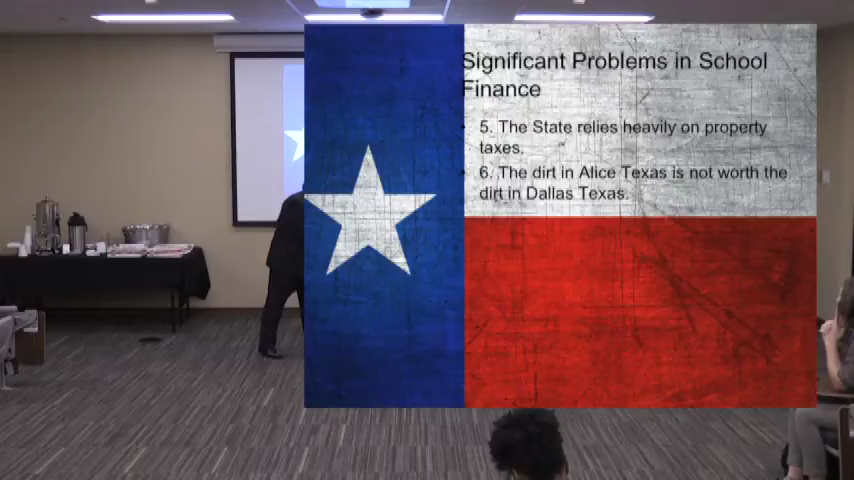 Significant Problems in School
Finance
5. The State relies heavily on property
taxes.
6. The dirt in Alice Texas is not worth the
dirt in Dallas Texas.